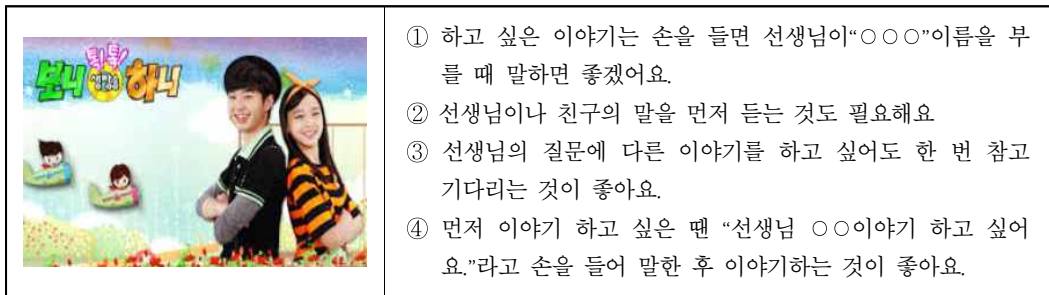 톡!톡!
보니
하니
① 하고 싶은 이야기는 손을 들면 선생님이“○○○”이름을 부
를 때 말하면 좋겠어요.
② 선생님이나 친구의 말을 먼저 듣는 것도 필요해요
③ 선생님의 질문에 다른 이야기를 하고 싶어도 한 번 참고
기다리는 것이 좋아요.
④ 먼저 이야기 하고 싶은 땐 “선생님 ○○이야기 하고 싶어
요.”라고 손을 들어 말한 후 이야기하는 것이 좋아요.